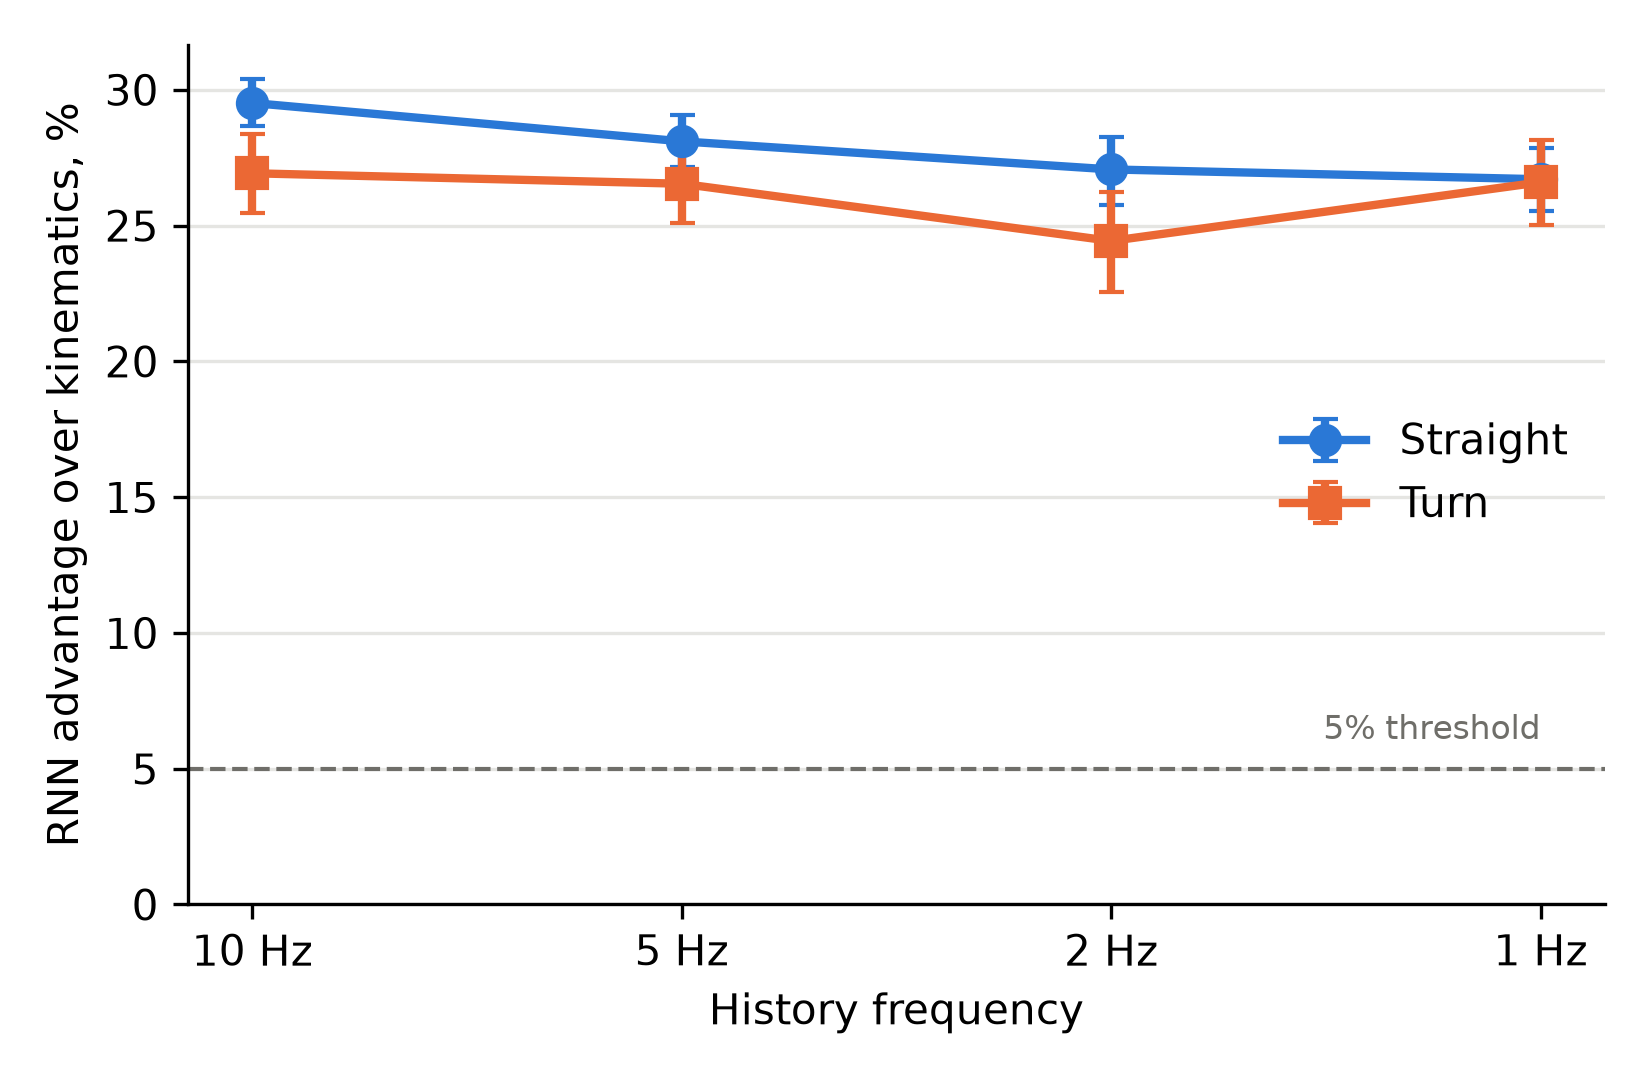 RNN advantage over kinematics, %
30
25
20
15
10
5
0
Straight
Turn
5% threshold
10 Hz
5 Hz
2 Hz
1 Hz
History frequency